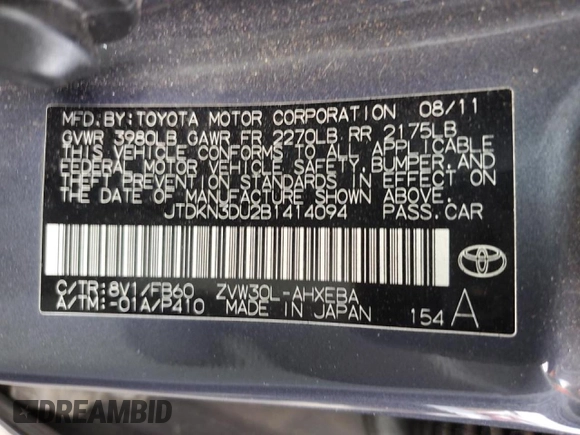 MFD.BY:TOYOTA MOTOR CORPORATION 08/11
GVWR 3980LB GAWR FR 2270LB RR 2175LB
THIS VEHICLE CONFORMS TO ALL APPLICABLE
FEDERAL MOTOR VEHICLE SAFETY, BUMPER, AND
THEFT PREVENTION STANDARDS IN EFFECT ON
THE DATE OF MANUFACTURE SHOWN ABOVE.
JTDKN3DU2B1414094 PASS.CAR
C/TR:8V1/FB60 ZVW30L-AHXEBA
A/TM:-01A/P410 MADE IN JAPAN 154 A
DREAMBID